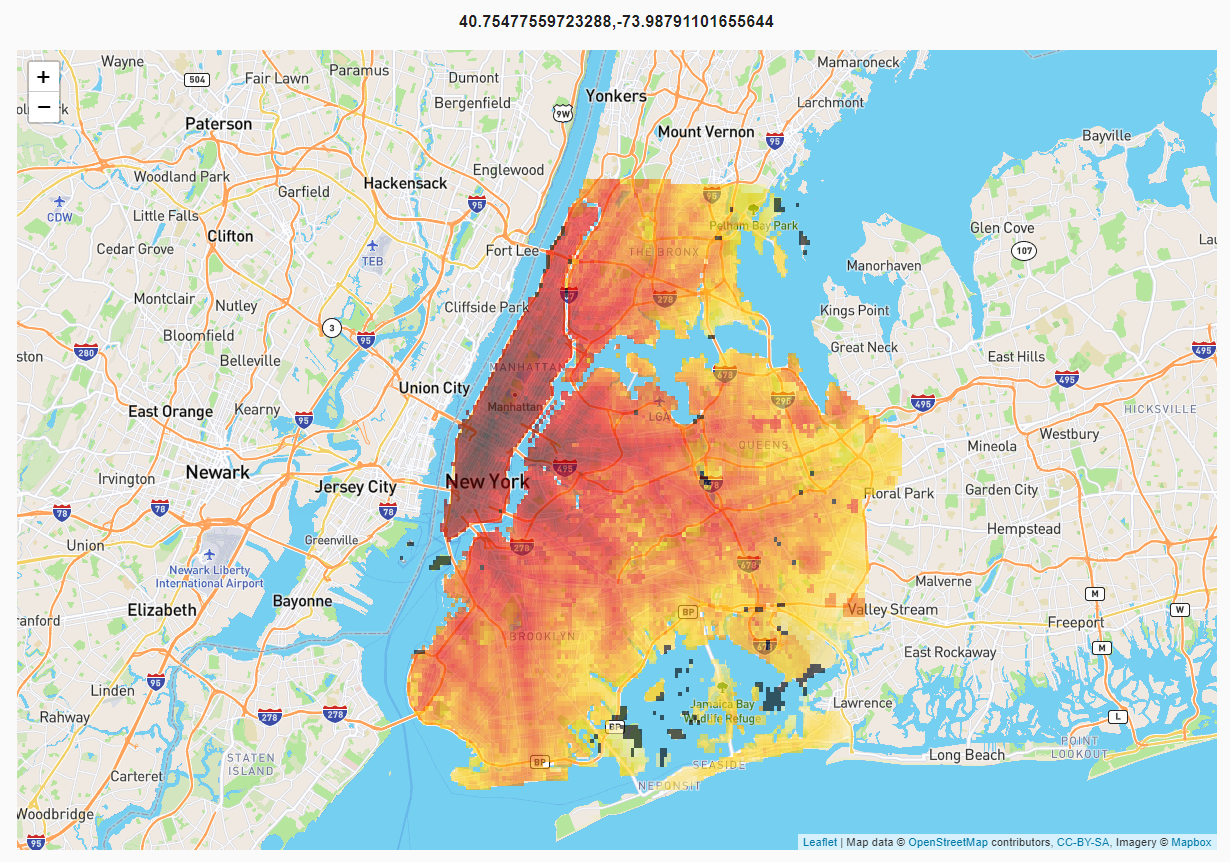 40.75477559723288,-73.98791101655644
Wayne
504
Fair Lawn
Paramus
Dumont
Yonkers
Mamaroneck
+
−
Bergenfield
9W
Larchmont
Paterson
Mount Vernon
95
Bayville
Englewood
Woodland Park
Hackensack
Garfield
95
95
CDW
Little Falls
Pelham Bay Park
Glen Cove
Clifton
Cedar Grove
Fort Lee
THE BRONX
107
TEB
Manorhaven
Montclair
Nutley
Cliffside Park
278
Kings Point
3
Bloomfield
95
Great Neck
280
Belleville
East Hills
495
MANHATTAN
678
495
Union City
Manhattan
295
495
East Orange
Kearny
95
LGA
HICKSVILLE
QUEENS
Mineola
Westbury
Newark
495
Irvington
New York
Jersey City
Floral Park
Garden City
78
78
78
Hempstead
Union
Greenville
278
Newark Liberty
International Airport
678
Malverne
Bayonne
M
Elizabeth
BP
Valley Stream
W
Freeport
BROOKLYN
M
East Rockaway
95
Linden
Rahway
278
278
Jamaica Bay
Wildlife Refuge
Lawrence
L
BP
POINT
LOOKOUT
STATEN
ISLAND
BP
SEASIDE
Long Beach
Carteret
NEPONSIT
Woodbridge
95
Leaflet | Map data © OpenStreetMap contributors, CC-BY-SA, Imagery © Mapbox